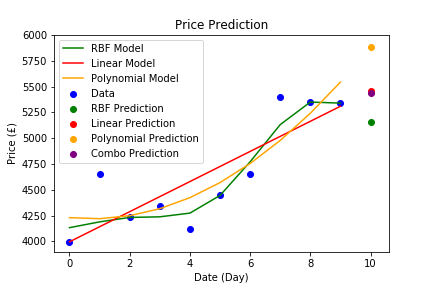 Price Prediction
6000
5750
5500
5250
5000
4750
4500
4250
4000
Price (£)
RBF Model
Linear Model
Polynomial Model
Data
RBF Prediction
Linear Prediction
Polynomial Prediction
Combo Prediction
0 2 4 6 8 10
Date (Day)